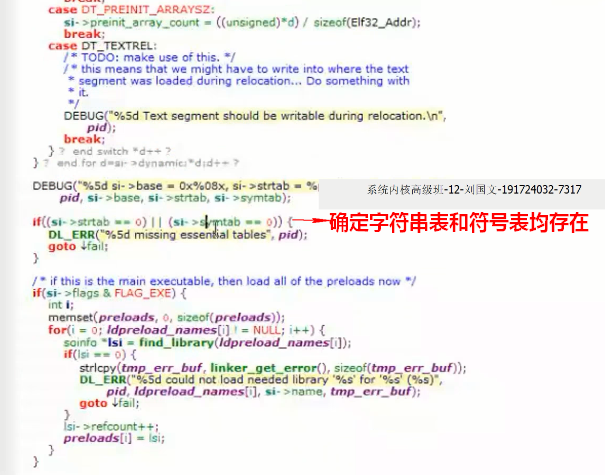 case DT_PREINIT_ARRAYSZ:
si->preinit_array_count = ((unsigned)*d) / sizeof(Elf32_Addr);
break;
case DT_TEXTREL:
/* TODO: make use of this. */
/* this means that we might have to write into where the text
* segment was loaded during relocation... Do something with
* it.
*/
DEBUG("%5d Text segment should be writable during relocation.\n",
pid);
break;
} ? end switch *d++ ?
} ? end for d=si->dynamic;*d;d++ ?
DEBUG("%5d si->base = 0x%08x, si->strtab = %
系统内核高级班-12-刘国文-191724032-7317
pid, si->base, si->strtab, si->symtab);
if((si->strtab == 0) || (si->symtab == 0)) {
确定字符串表和符号表均存在
DL_ERR("%5d missing essential tables", pid);
goto ↓fail;
}
/* if this is the main executable, then load all of the preloads now */
if(si->flags & FLAG_EXE) {
int i;
memset(preloads, 0, sizeof(preloads));
for(i = 0; ldpreload_names[i] != NULL; i++) {
soinfo *lsi = find_library(ldpreload_names[i]);
if(lsi == 0) {
strlcpy(tmp_err_buf, linker_get_error(), sizeof(tmp_err_buf));
DL_ERR("%5d could not load needed library '%s' for '%s' (%s)",
pid, ldpreload_names[i], si->name, tmp_err_buf);
goto ↓fail;
}
lsi->refcount++;
preloads[i] = lsi;
}
}